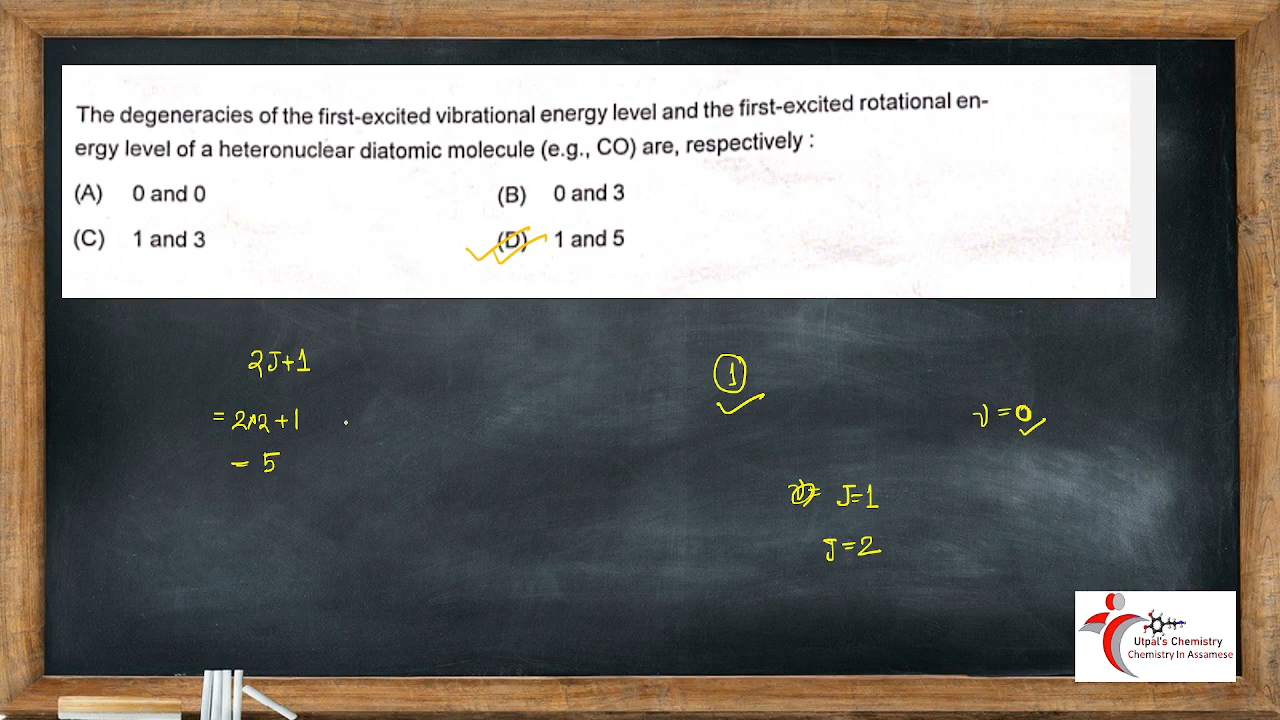 The degeneracies of the first-excited vibrational energy level and the first-excited rotational en-
ergy level of a heteronuclear diatomic molecule (e.g., CO) are, respectively :
(A) 0 and 0 (B) 0 and 3
(C) 1 and 3 (D) 1 and 5
2J+1
= 2×2+1
= 5
1
ν = 0
J=1
J=2
Utpal's Chemistry
Chemistry In Assamese